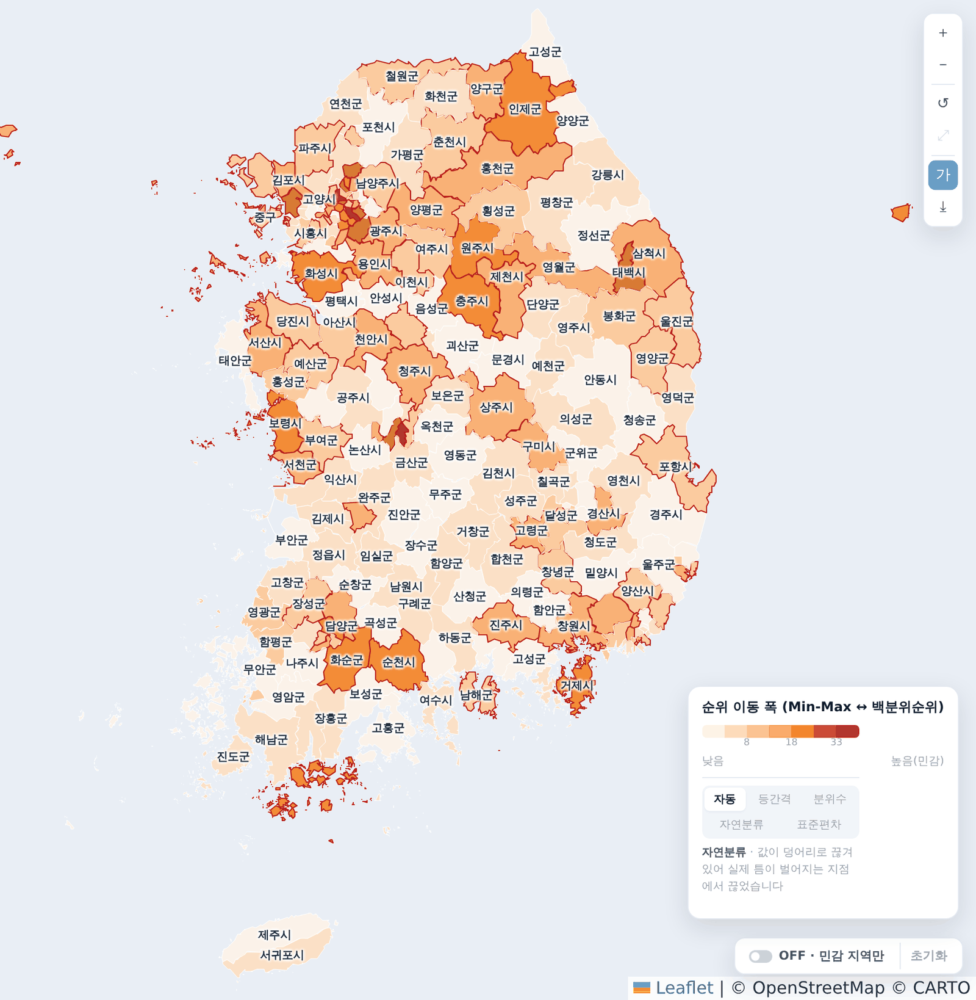 고성군
철원군
양구군
화천군
연천군
인제군
양양군
포천시
춘천시
파주시
가평군
홍천군
강릉시
김포시
남양주시
고양시
평창군
양평군
횡성군
중구
시흥시
광주시
정선군
여주시
원주시
삼척시
용인시
영월군
태백시
화성시
제천시
이천시
평택시
안성시
충주시
단양군
음성군
봉화군
당진시
아산시
울진군
영주시
천안시
서산시
괴산군
문경시
영양군
태안군
예산군
예천군
청주시
안동시
홍성군
공주시
보은군
영덕군
상주시
의성군
청송군
보령시
옥천군
부여군
구미시
논산시
군위군
영동군
서천군
금산군
포항시
김천시
익산시
칠곡군
영천시
무주군
완주군
성주군
진안군
달성군
경산시
경주시
김제시
거창군
고령군
부안군
장수군
청도군
정읍시
임실군
합천군
함양군
울주군
창녕군
밀양시
고창군
순창군
남원시
양산시
의령군
산청군
장성군
구례군
영광군
함안군
담양군
곡성군
진주시
창원시
하동군
함평군
화순군
순천시
고성군
나주시
무안군
거제시
보성군
남해군
영암군
여수시
장흥군
고흥군
해남군
진도군
제주시
서귀포시
+
−
↺
⤢
가
⤓
순위 이동 폭 (Min-Max ↔ 백분위순위)
8 18 33
낮음 높음(민감)
자동 등간격 분위수
자연분류 표준편차
자연분류 · 값이 덩어리로 끊겨
있어 실제 틈이 벌어지는 지점
에서 끊었습니다
OFF · 민감 지역만 초기화
Leaflet | © OpenStreetMap © CARTO